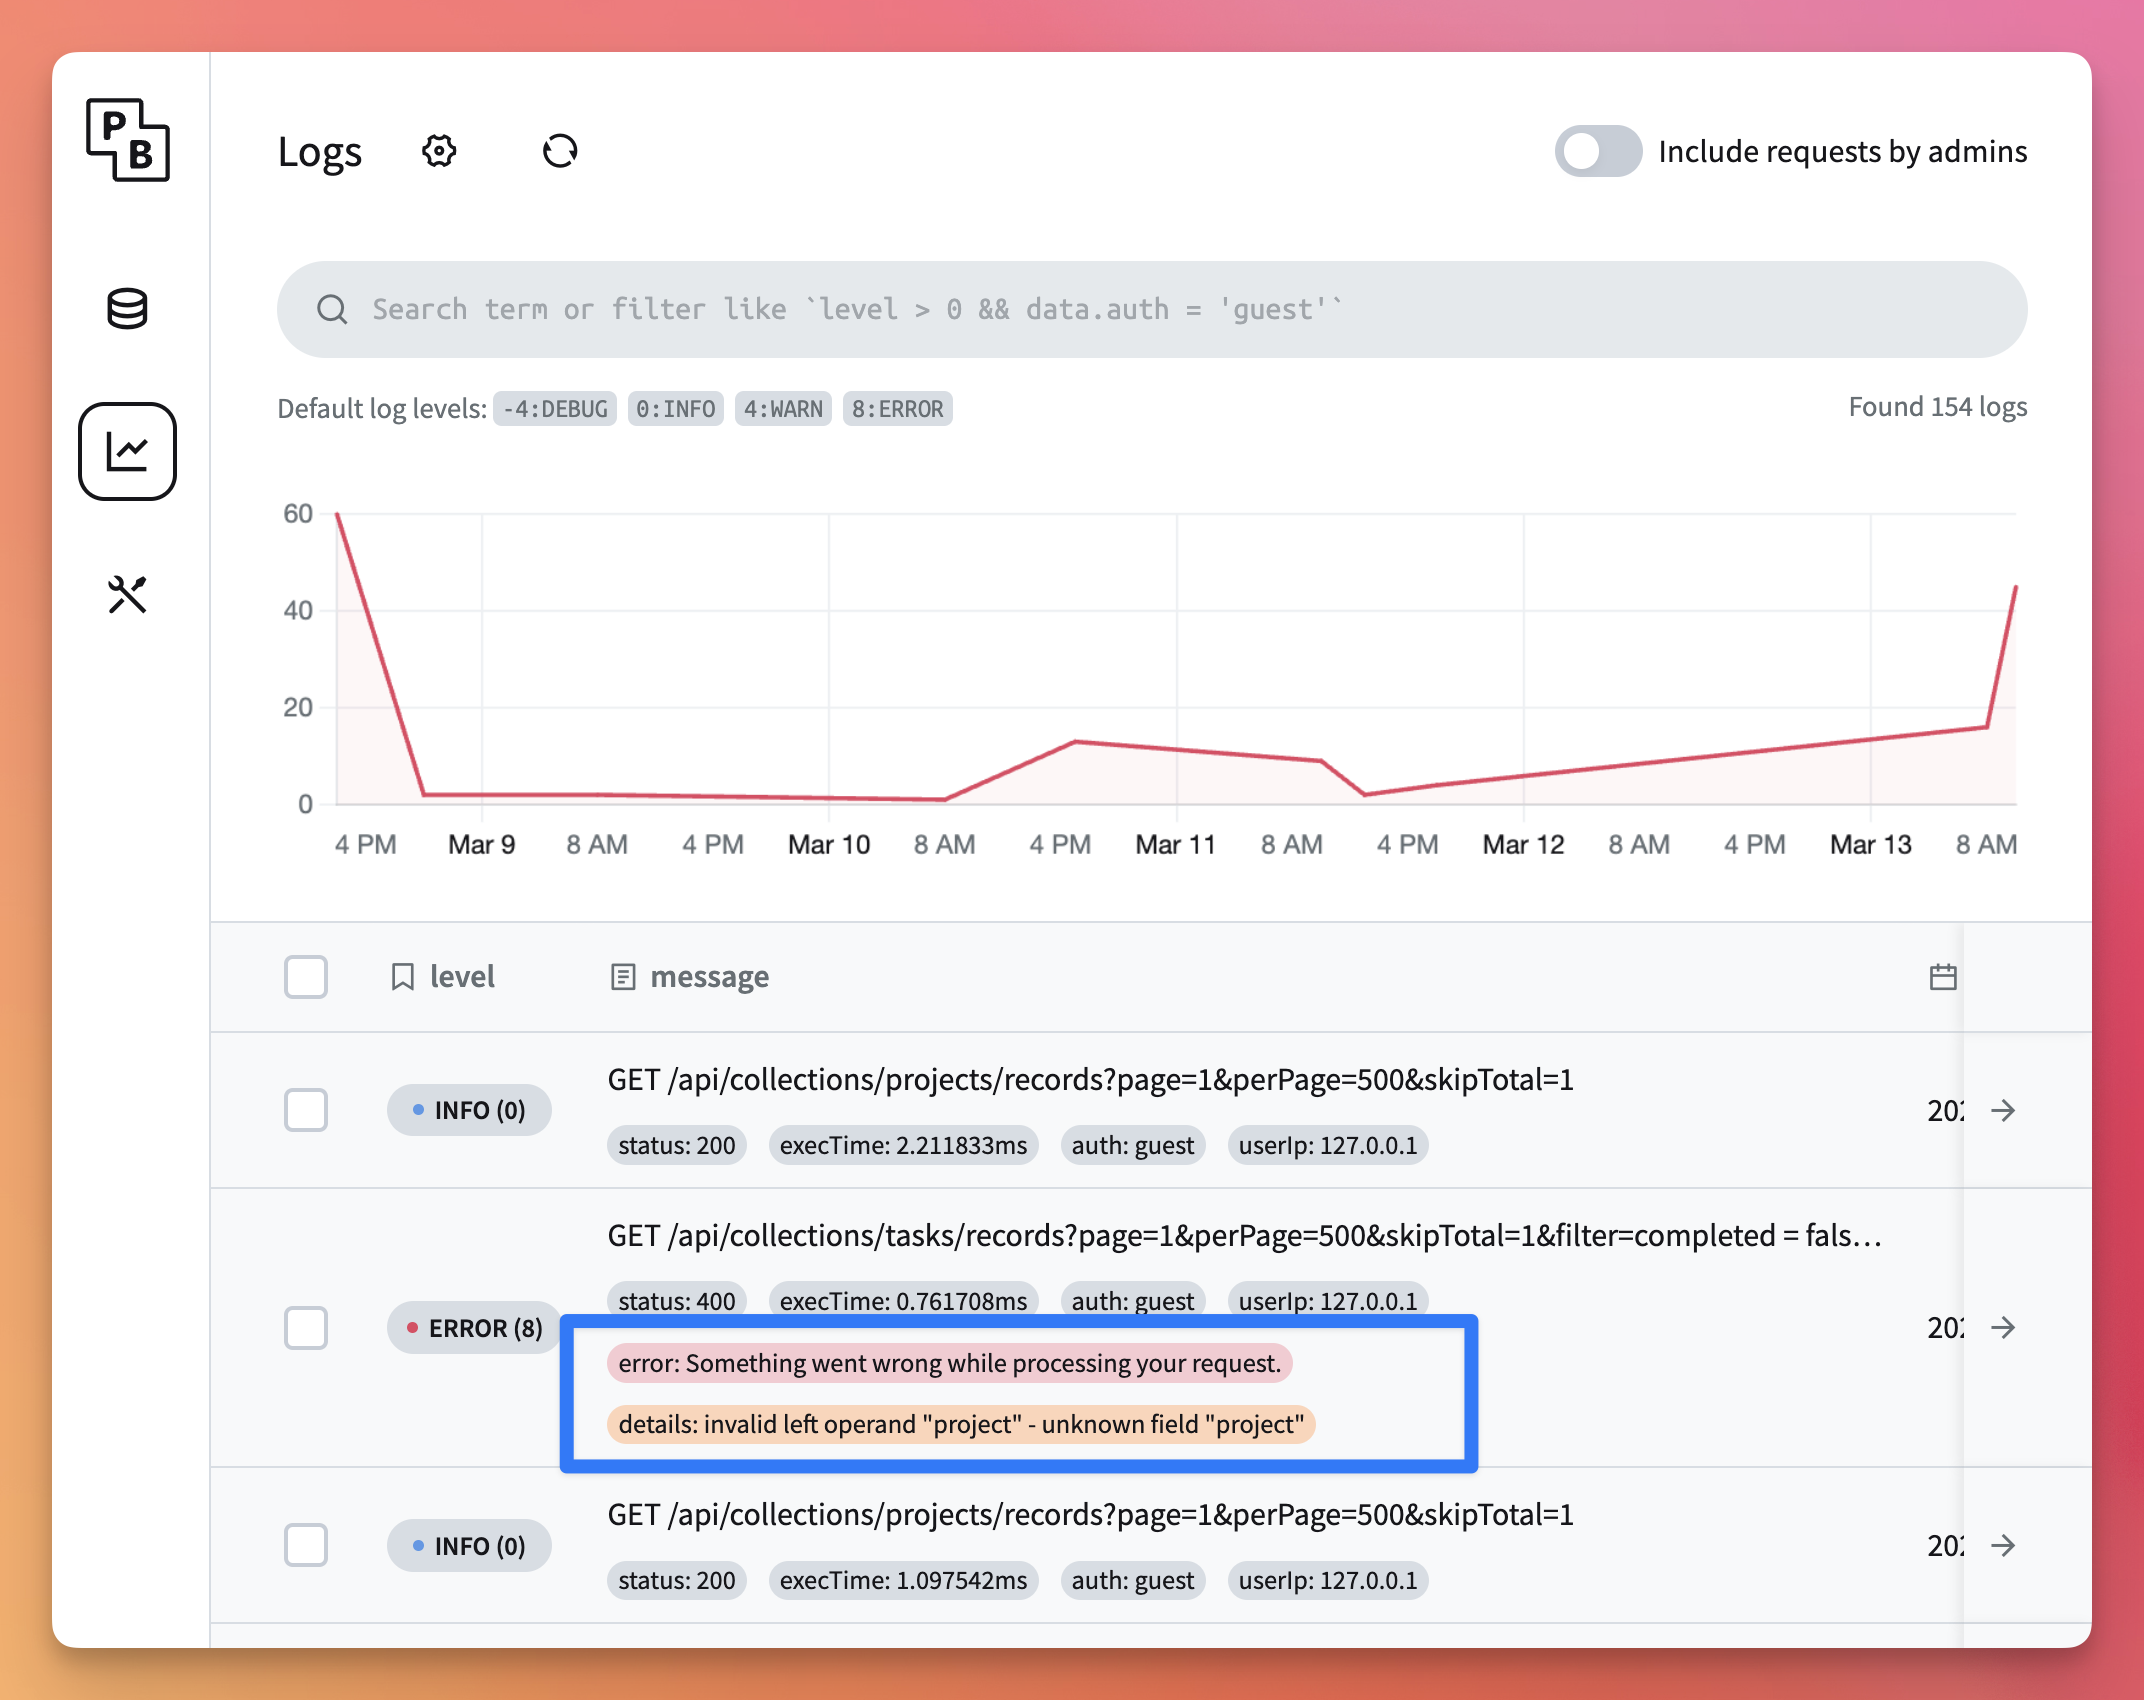 P
B
Logs
Include requests by admins
Search term or filter like `level > 0 && data.auth = 'guest'`
Default log levels: -4:DEBUG 0:INFO 4:WARN 8:ERROR
Found 154 logs
60
40
20
0
4 PM Mar 9 8 AM 4 PM Mar 10 8 AM 4 PM Mar 11 8 AM 4 PM Mar 12 8 AM 4 PM Mar 13 8 AM
level message
GET /api/collections/projects/records?page=1&perPage=500&skipTotal=1
INFO (0)
status: 200 execTime: 2.211833ms auth: guest userIp: 127.0.0.1
GET /api/collections/tasks/records?page=1&perPage=500&skipTotal=1&filter=completed = fals...
status: 400 execTime: 0.761708ms auth: guest userIp: 127.0.0.1
ERROR (8)
error: Something went wrong while processing your request.
details: invalid left operand "project" - unknown field "project"
GET /api/collections/projects/records?page=1&perPage=500&skipTotal=1
INFO (0)
status: 200 execTime: 1.097542ms auth: guest userIp: 127.0.0.1